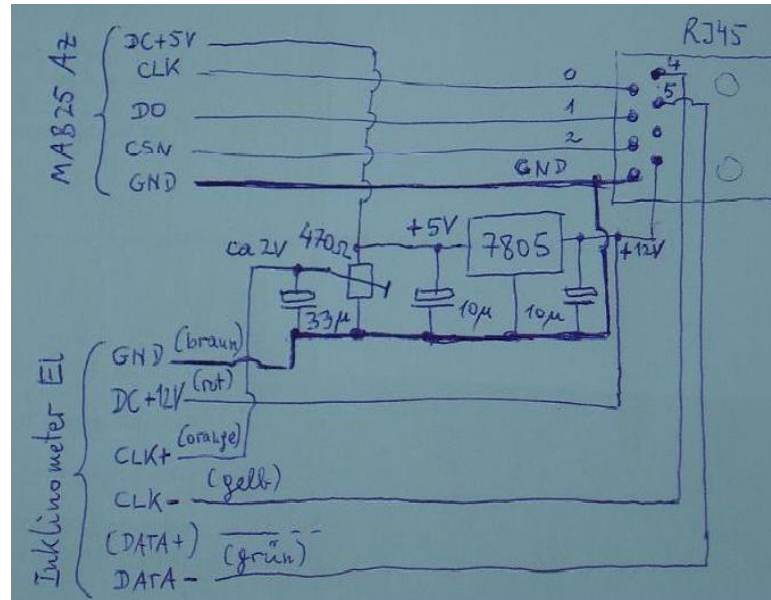 RJ45
MAB25 Az
DC+5V
CLK
DO
CSN
GND
0
1
2
GND
4
5
ca 2V
470Ω
+5V
7805
+12V
33µ
10µ
10µ
Inklinometer El
GND (braun)
DC+12V (rot)
CLK+ (orange)
CLK- (gelb)
(DATA+)
DATA- (grün)